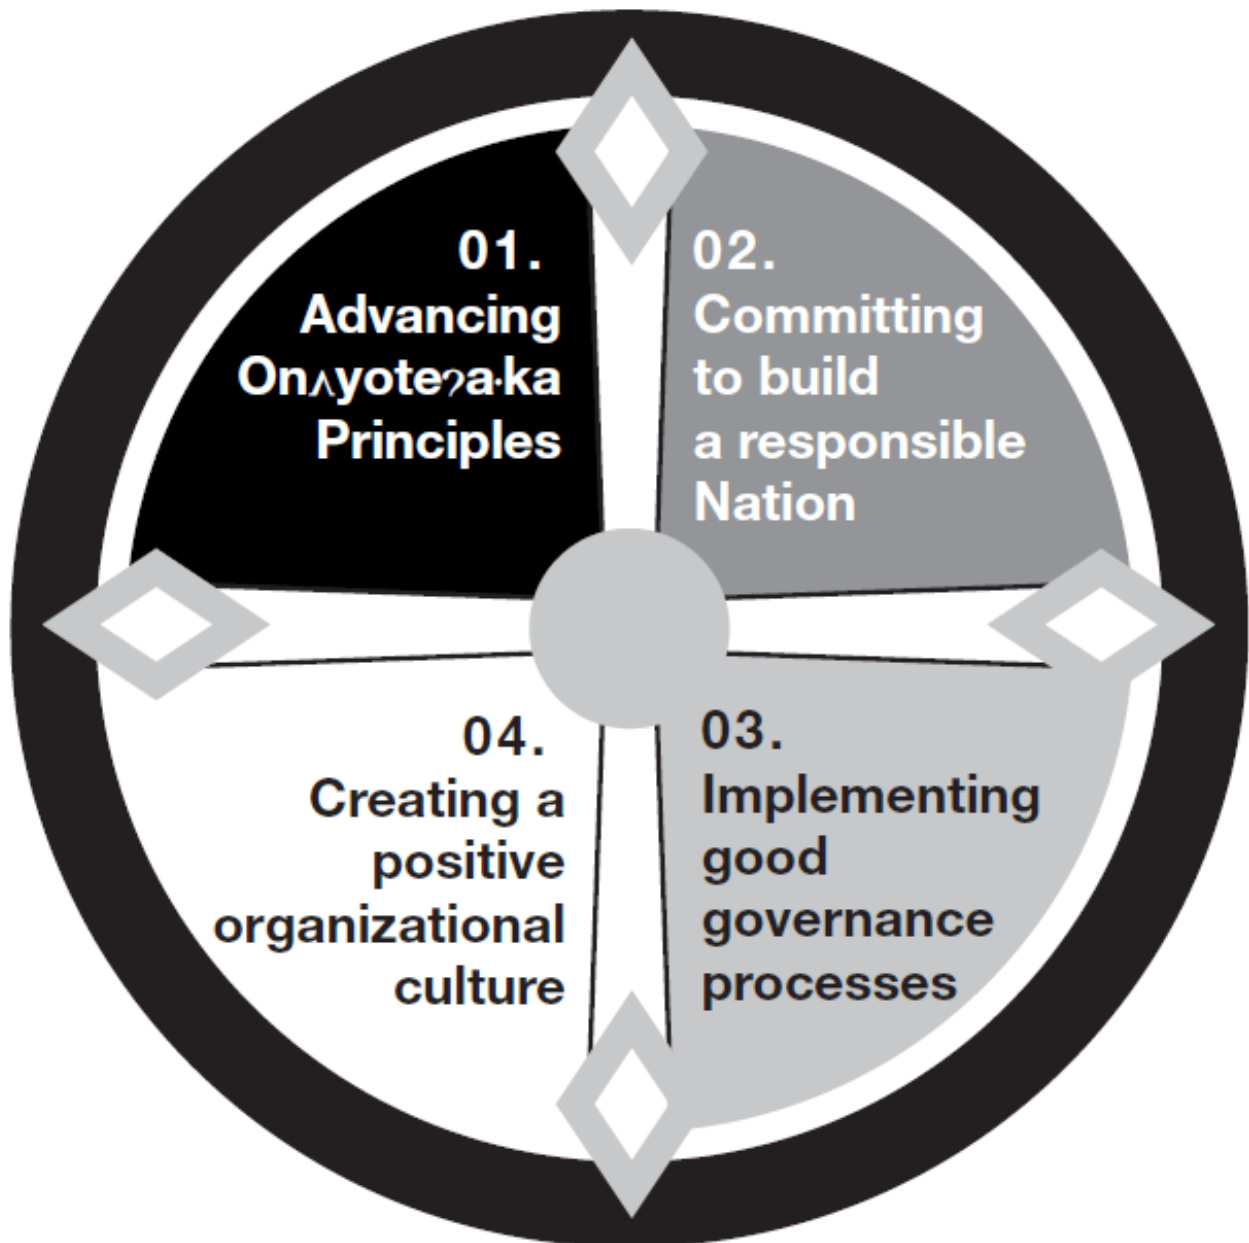 01.
Advancing
Onʌyoteʔa·ka
Principles
02.
Committing
to build
a responsible
Nation
03.
Implementing
good
governance
processes
04.
Creating a
positive
organizational
culture